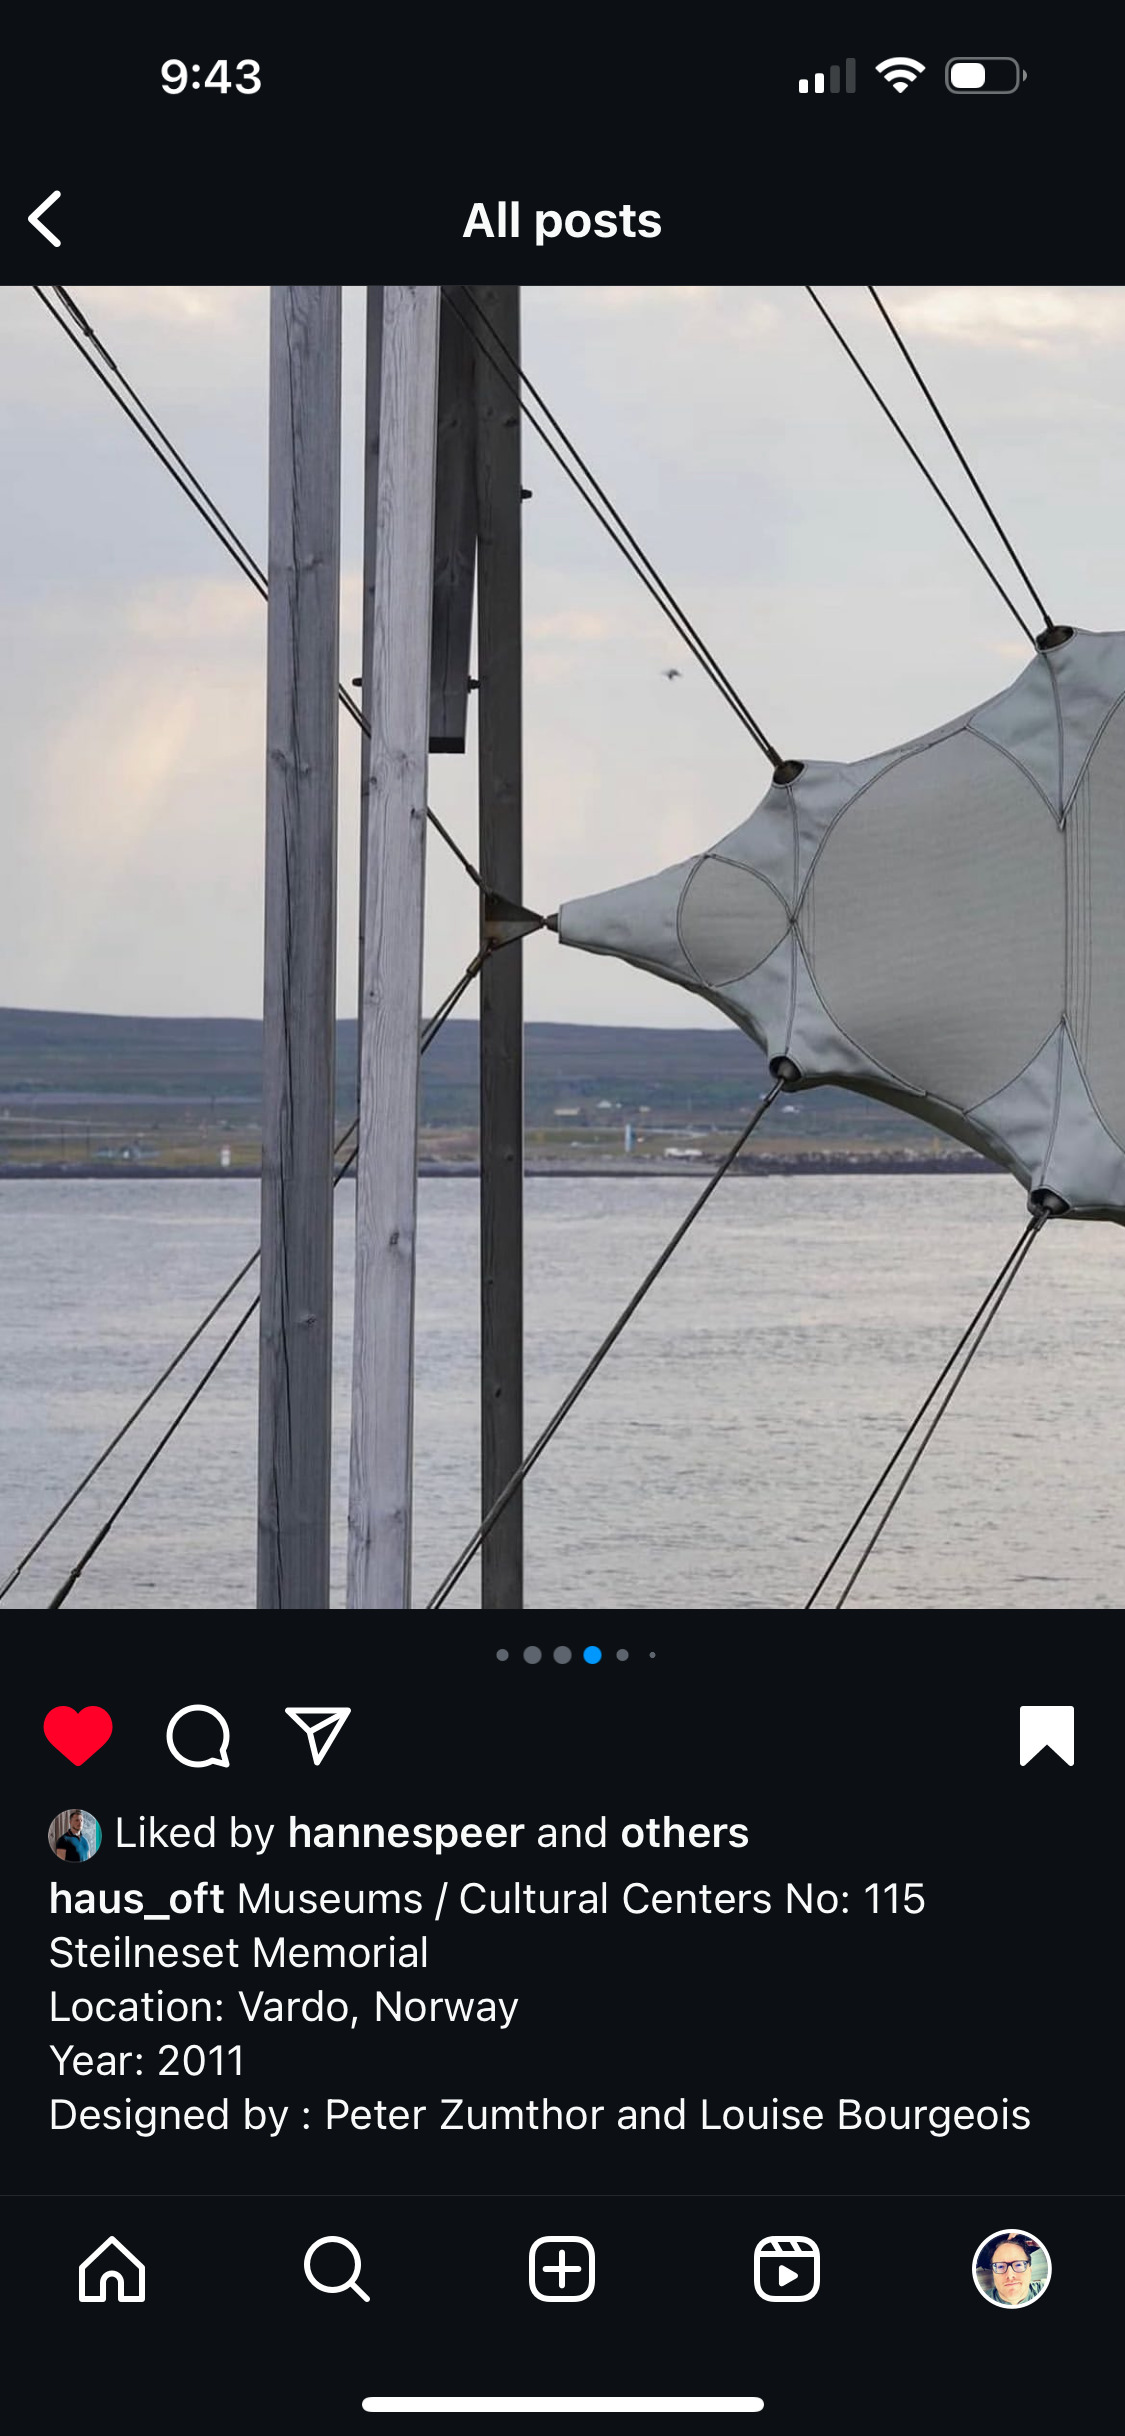 9:43
All posts
Liked by hannespeer and others
haus_oft Museums / Cultural Centers No: 115
Steilneset Memorial
Location: Vardo, Norway
Year: 2011
Designed by : Peter Zumthor and Louise Bourgeois